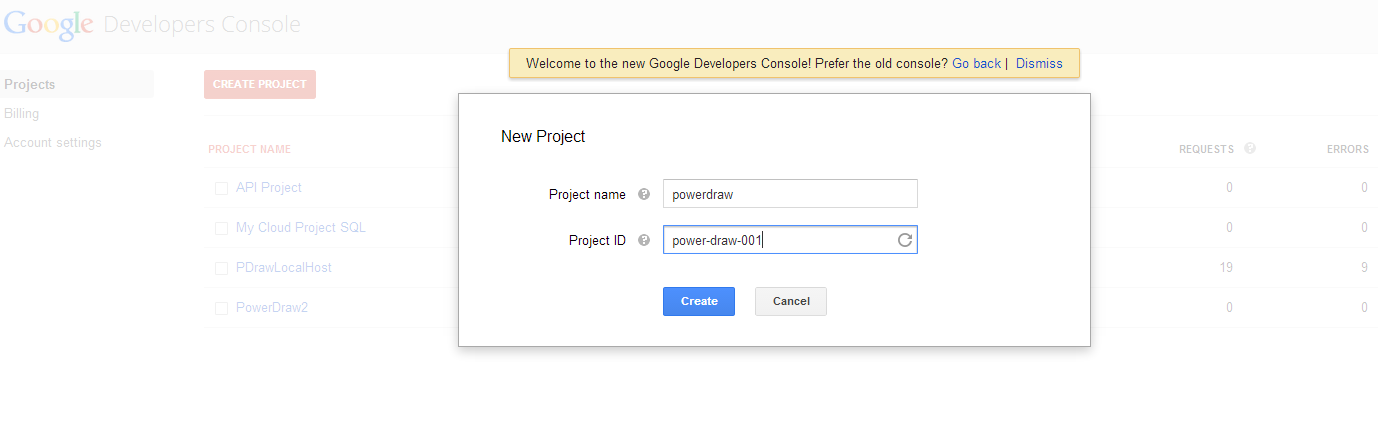 Google Developers Console
Welcome to the new Google Developers Console! Prefer the old console? Go back | Dismiss
Projects
Billing
Account settings
CREATE PROJECT
PROJECT NAME
REQUESTS ?
ERRORS
API Project
0
0
My Cloud Project SQL
0
0
PDrawLocalHost
19
9
PowerDraw2
0
0
New Project
Project name ? powerdraw
Project ID ? power-draw-001
Create
Cancel